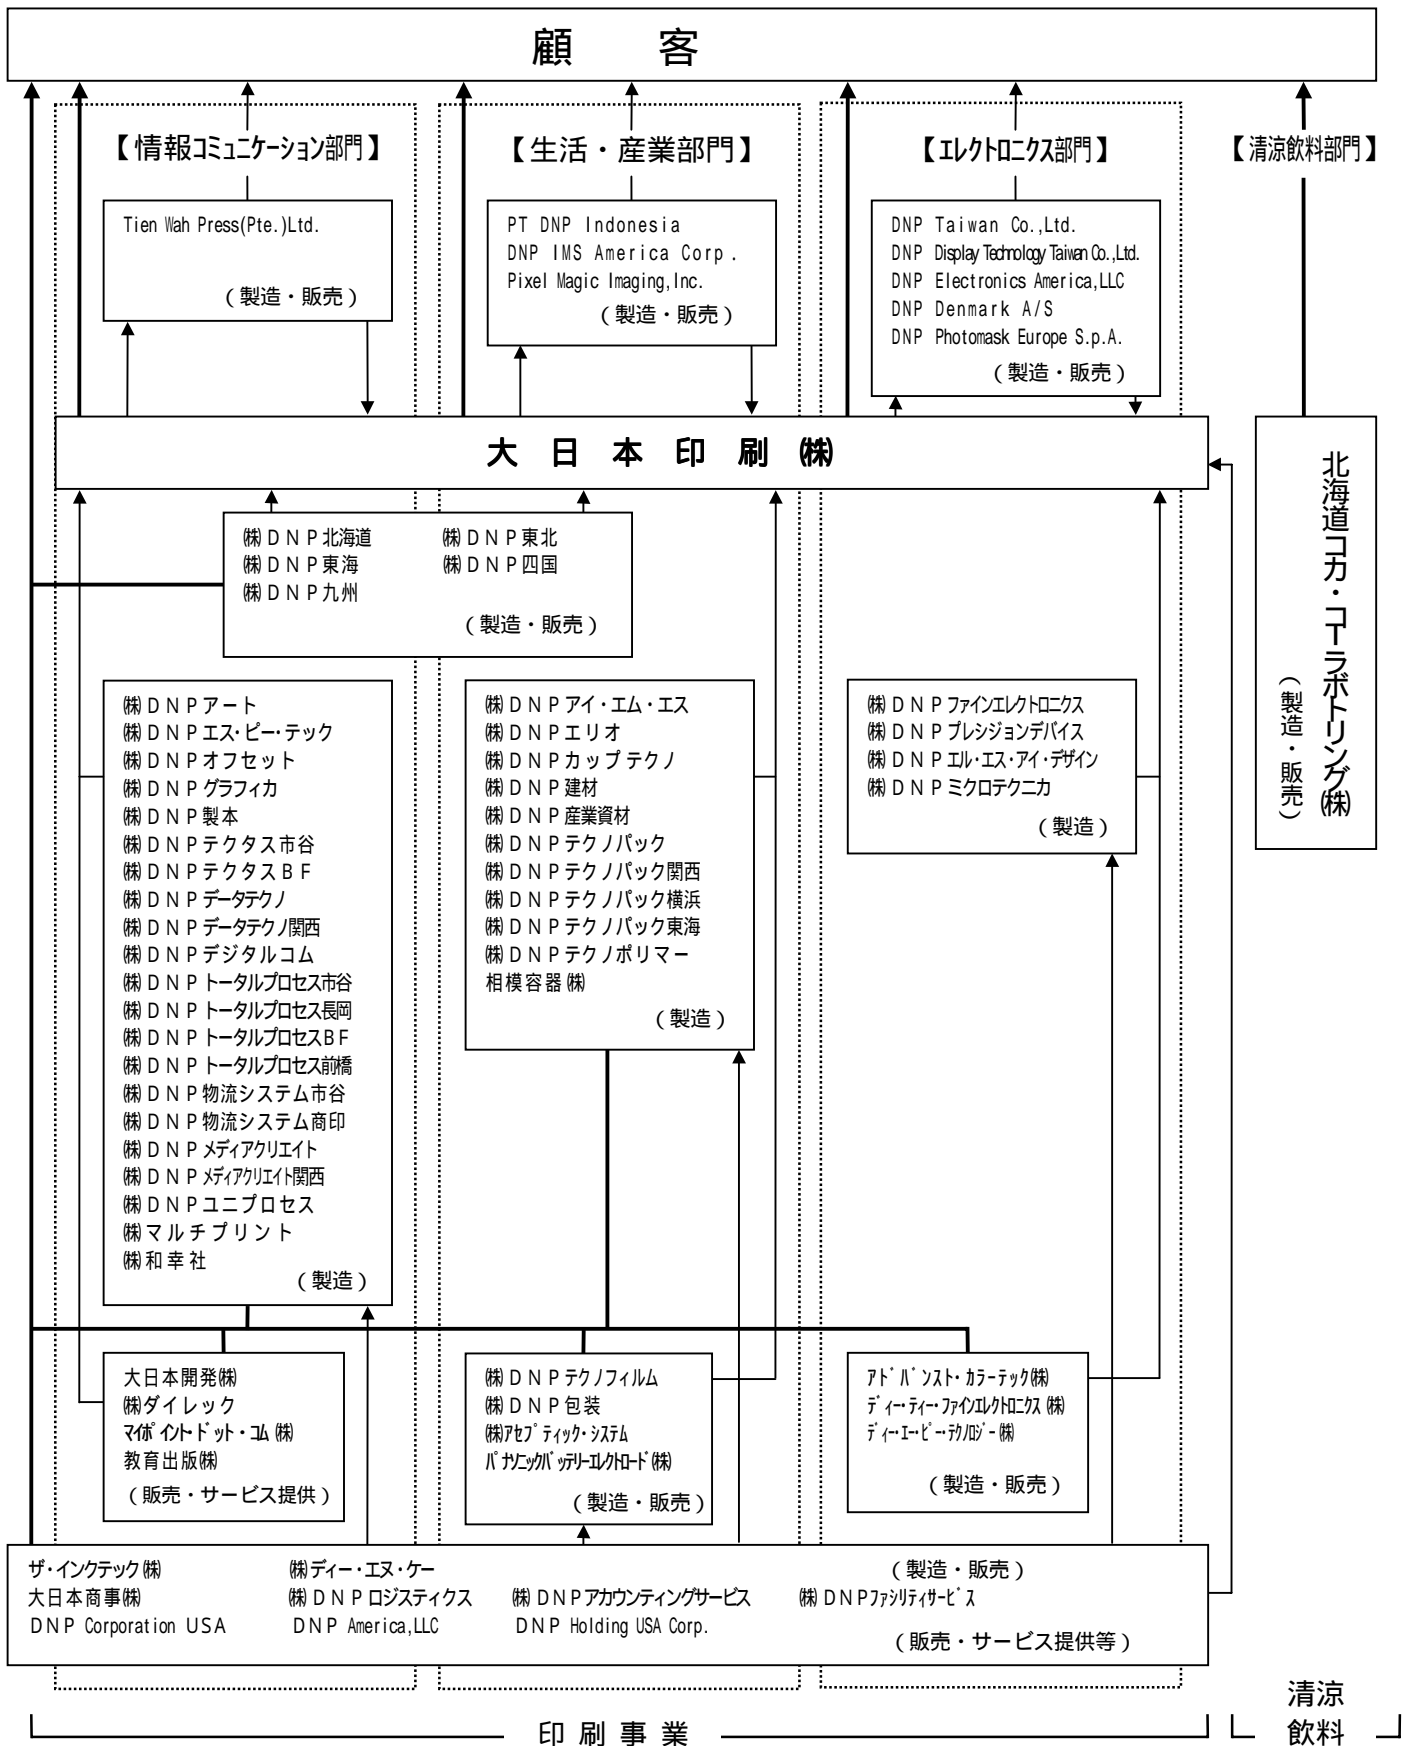 顧 客
【情報コミュニケーション部門】
【生活・産業部門】
【エレクトロニクス部門】
【清涼飲料部門】
Tien Wah Press(Pte.)Ltd.
(製造・販売)
PT DNP Indonesia
DNP IMS America Corp.
Pixel Magic Imaging,Inc.
(製造・販売)
DNP Taiwan Co.,Ltd.
DNP Display Technology Taiwan Co.,Ltd.
DNP Electronics America,LLC
DNP Denmark A/S
DNP Photomask Europe S.p.A.
(製造・販売)
大日本印刷㈱
北海道コカ・コーラボトリング㈱
(製造・販売)
㈱DNP北海道 ㈱DNP東北
㈱DNP東海 ㈱DNP四国
㈱DNP九州
(製造・販売)
㈱DNPアート
㈱DNPエス・ピー・テック
㈱DNPオフセット
㈱DNPグラフィカ
㈱DNP製本
㈱DNPテクタス市谷
㈱DNPテクタスBF
㈱DNPデータテクノ
㈱DNPデータテクノ関西
㈱DNPデジタルコム
㈱DNPトータルプロセス市谷
㈱DNPトータルプロセス長岡
㈱DNPトータルプロセスBF
㈱DNPトータルプロセス前橋
㈱DNP物流システム市谷
㈱DNP物流システム商印
㈱DNPメディアクリエイト
㈱DNPメディアクリエイト関西
㈱DNPユニプロセス
㈱マルチプリント
㈱和幸社
(製造)
㈱DNPアイ・エム・エス
㈱DNPエリオ
㈱DNPカップテクノ
㈱DNP建材
㈱DNP産業資材
㈱DNPテクノパック
㈱DNPテクノパック関西
㈱DNPテクノパック横浜
㈱DNPテクノパック東海
㈱DNPテクノポリマー
相模容器㈱
(製造)
㈱DNPファインエレクトロニクス
㈱DNPプレシジョンデバイス
㈱DNPエル・エス・アイ・デザイン
㈱DNPミクロテクニカ
(製造)
大日本開発㈱
㈱ダイレック
マイポイント・ドット・コム㈱
教育出版㈱
(販売・サービス提供)
㈱DNPテクノフィルム
㈱DNP包装
㈱アセプティック・システム
パナソニックバッテリーエレクトロード㈱
(製造・販売)
アドバンスト・カラーテック㈱
ディー・ティー・ファインエレクトロニクス㈱
ディー・エー・ピー・テクノロジー㈱
(製造・販売)
ザ・インクテック㈱ ㈱ディー・エヌ・ケー (製造・販売)
大日本商事㈱ ㈱DNPロジスティクス ㈱DNPアカウンティングサービス ㈱DNPファシリティサービス
DNP Corporation USA DNP America,LLC DNP Holding USA Corp.
(販売・サービス提供等)
印刷事業
清涼
飲料